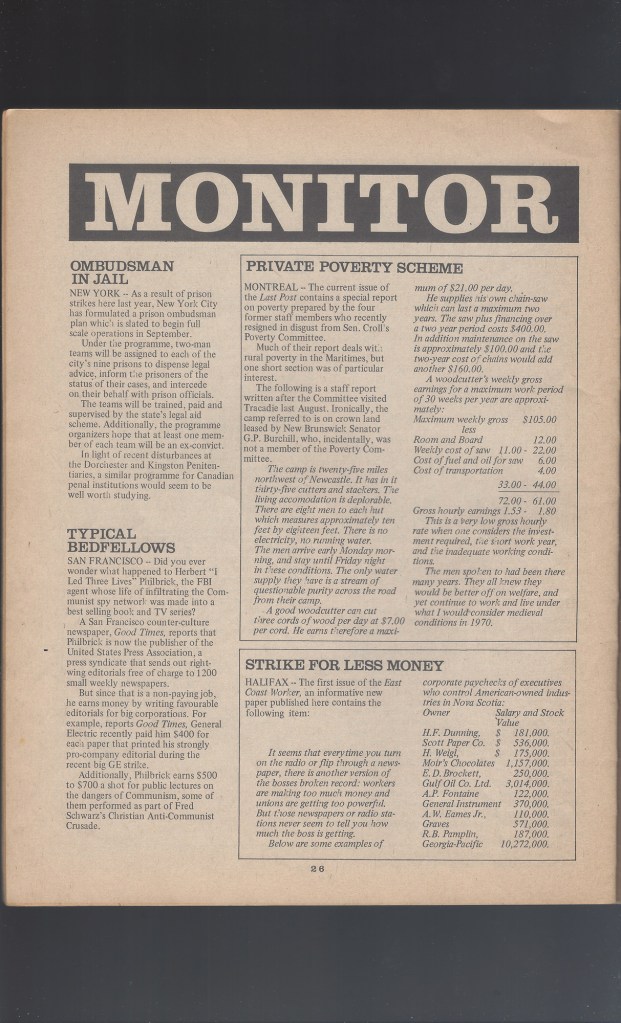 MONITOR
OMBUDSMAN
IN JAIL
NEW YORK – As a result of prison
strikes here last year, New York City
has formulated a prison ombudsman
plan which is slated to begin full
scale operations in September.
Under the programme, two-man
teams will be assigned to each of the
city's nine prisons to dispense legal
advice, inform the prisoners of the
status of their cases, and intercede
on their behalf with prison officials.
The teams will be trained, paid and
supervised by the state's legal aid
scheme. Additionally, the programme
organizers hope that at least one mem-
ber of each team will be an ex-convict.
In light of recent disturbances at
the Dorchester and Kingston Peniten-
tiaries, a similar programme for Canadian
penal institutions would seem to be
well worth studying.
TYPICAL
BEDFELLOWS
SAN FRANCISCO – Did you ever
wonder what happened to Herbert "I
Led Three Lives" Philbrick, the FBI
agent whose life of infiltrating the Com-
munist spy network was made into a
best selling book and TV series?
A San Francisco counter-culture
newspaper, Good Times, reports that
Philbrick is now the publisher of the
United States Press Association, a
press syndicate that sends out right-
wing editorials free of charge to 1200
small weekly newspapers.
But since that is a non-paying job,
he earns money by writing favourable
editorials for big corporations. For
example, reports Good Times, General
Electric recently paid him $400 for
each paper that printed his strongly
pro-company editorial during the
recent big GE strike.
Additionally, Philbrick earns $500
to $700 a shot for public lectures on
the dangers of Communism, some of
them performed as part of Fred
Schwarz's Christian Anti-Communist
Crusade.
PRIVATE POVERTY SCHEME
MONTREAL – The current issue of
the Last Post contains a special report
on poverty prepared by the four
former staff members who recently
resigned in disgust from Sen. Croll's
Poverty Committee.
Much of their report deals with
rural poverty in the Maritimes, but
one short section was of particular
interest.
The following is a staff report
written after the Committee visited
Tracadie last August. Ironically, the
camp referred to is on crown land
leased by New Brunswick Senator
G.P. Burchill, who, incidentally, was
not a member of the Poverty Com-
mittee.
The camp is twenty-five miles
northwest of Newcastle. It has in it
thirty-five cutters and stackers. The
living accomodation is deplorable.
There are eight men to each hut
which measures approximately ten
feet by eighteen feet. There is no
electricity, no running water.
The men arrive early Monday mor-
ning, and stay until Friday night
in these conditions. The only water
supply they have is a stream of
questionable purity across the road
from their camp.
A good woodcutter can cut
three cords of wood per day at $7.00
per cord. He earns therefore a maxi-
mum of $21.00 per day.
He supplies his own chain-saw
which can last a maximum two
years. The saw plus financing over
a two year period costs $400.00.
In addition maintenance on the saw
is approximately $100.00 and the
two-year cost of chains would add
another $160.00.
A woodcutter's weekly gross
earnings for a maximum work period
of 30 weeks per year are approxi-
mately:
Maximum weekly gross $105.00
less
Room and Board 12.00
Weekly cost of saw 11.00 - 22.00
Cost of fuel and oil for saw 6.00
Cost of transportation 4.00
33.00 - 44.00
72.00 - 61.00
Gross hourly earnings 1.53 - 1.80
This is a very low gross hourly
rate when one considers the invest-
ment required, the short work year,
and the inadequate working condi-
tions.
The men spoken to had been there
many years. They all knew they
would be better off on welfare, and
yet continue to work and live under
what I would consider medieval
conditions in 1970.
STRIKE FOR LESS MONEY
HALIFAX – The first issue of the East
Coast Worker, an informative new
paper published here contains the
following item:
It seems that everytime you turn
on the radio or flip through a news-
paper, there is another version of
the bosses broken record: workers
are making too much money and
unions are getting too powerful.
But those newspapers or radio sta-
tions never seem to tell you how
much the boss is getting.
Below are some examples of
corporate paychecks of executives
who control American-owned indus-
tries in Nova Scotia:
Owner Salary and Stock
Value
H.F. Dunning, $ 181,000.
Scott Paper Co. $ 536,000.
H. Weigl, $ 175,000.
Moir's Chocolates 1,157,000.
E.D. Brockett, 250,000.
Gulf Oil Co. Ltd. 3,014,000.
A.P. Fontaine 122,000.
General Instrument 370,000.
A.W. Eames Jr., 110,000.
Graves 571,000.
R.B. Pamplin, 187,000.
Georgia-Pacific 10,272,000.
26